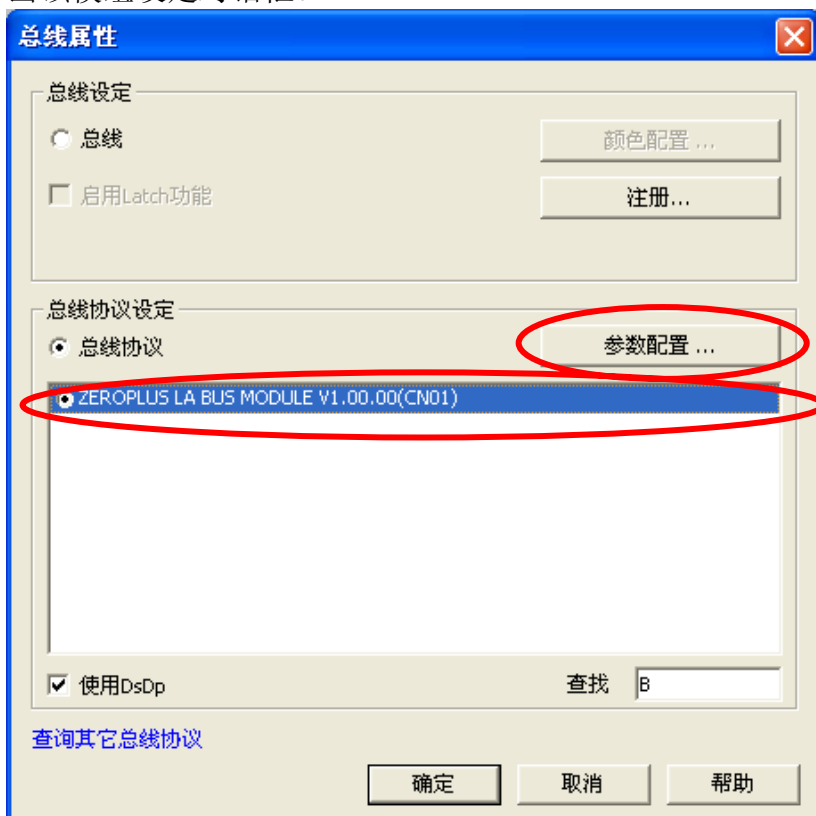 总线属性
总线设定
总线
颜色配置 ...
启用Latch功能
注册...
总线协议设定
总线协议
参数配置 ...
ZEROPLUS LA BUS MODULE V1.00.00(CN01)
使用DsDp
查找 B
查询其它总线协议
确定 取消 帮助